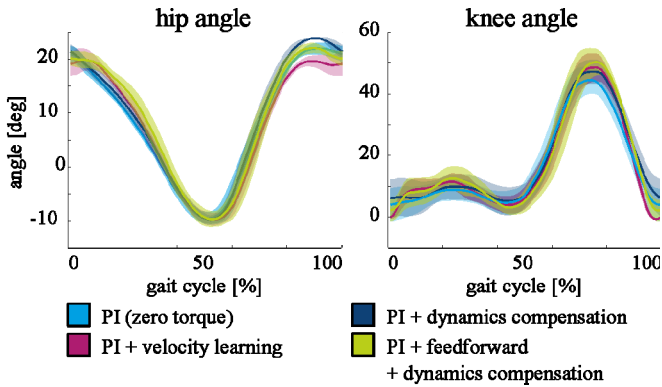 hip angle
knee angle
angle [deg]
20
10
0
-10
60
40
20
10
0
0
50
100
0
50
100
gait cycle [%]
gait cycle [%]
PI (zero torque)
PI + dynamics compensation
PI + velocity learning
PI + feedforward
+ dynamics compensation